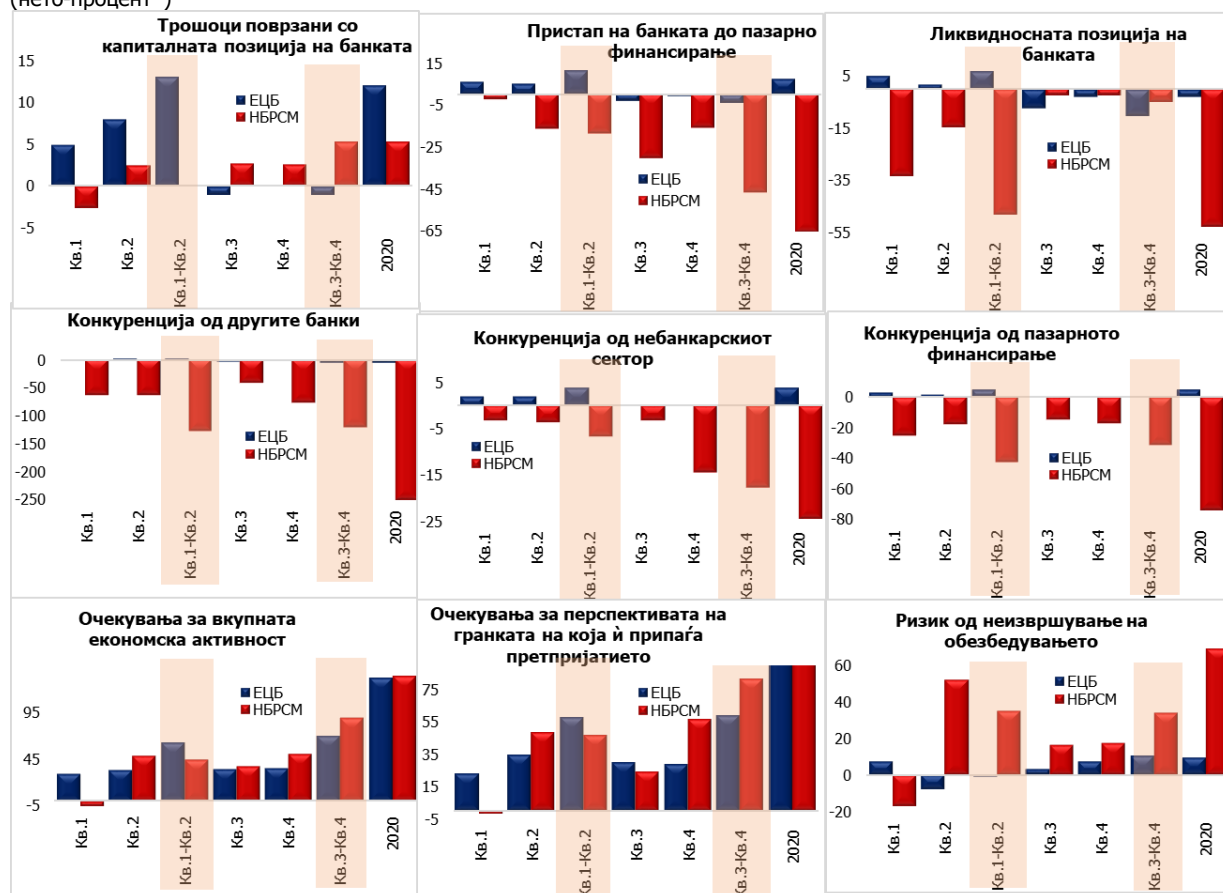 (нето-процент*)
Трошоци поврзани со
капиталната позиција на банката
15
10
5
0
-5
ЕЦБ
НБРСМ
Кв.1
Кв.2
Кв.1-Кв.2
Кв.3
Кв.4
Кв.3-Кв.4
2020
Пристап на банката до пазарно
финансирање
15
-5
-25
-45
-65
ЕЦБ
НБРСМ
Кв.1
Кв.2
Кв.1-Кв.2
Кв.3
Кв.4
Кв.3-Кв.4
2020
Ликвидносната позиција на
банката
5
-15
-35
-55
ЕЦБ
НБРСМ
Кв.1
Кв.2
Кв.1-Кв.2
Кв.3
Кв.4
Кв.3-Кв.4
2020
Конкуренција од другите банки
0
-50
-100
-150
-200
-250
ЕЦБ
НБРСМ
Кв.1
Кв.2
Кв.1-Кв.2
Кв.3
Кв.4
Кв.3-Кв.4
2020
Конкуренција од небанкарскиот
сектор
5
-5
-15
-25
ЕЦБ
НБРСМ
Кв.1
Кв.2
Кв.1-Кв.2
Кв.3
Кв.4
Кв.3-Кв.4
2020
Конкуренција од пазарното
финансирање
0
-20
-40
-60
-80
ЕЦБ
НБРСМ
Кв.1
Кв.2
Кв.1-Кв.2
Кв.3
Кв.4
Кв.3-Кв.4
2020
Очекувања за вкупната
економска активност
95
45
-5
ЕЦБ
НБРСМ
Кв.1
Кв.2
Кв.1-Кв.2
Кв.3
Кв.4
Кв.3-Кв.4
2020
Очекувања за перспективата на
гранката на која ѝ припаѓа
претпријатието
75
55
35
15
-5
ЕЦБ
НБРСМ
Кв.1
Кв.2
Кв.1-Кв.2
Кв.3
Кв.4
Кв.3-Кв.4
2020
Ризик од неизвршување на
обезбедувањето
60
40
20
0
-20
ЕЦБ
НБРСМ
Кв.1
Кв.2
Кв.1-Кв.2
Кв.3
Кв.4
Кв.3-Кв.4
2020